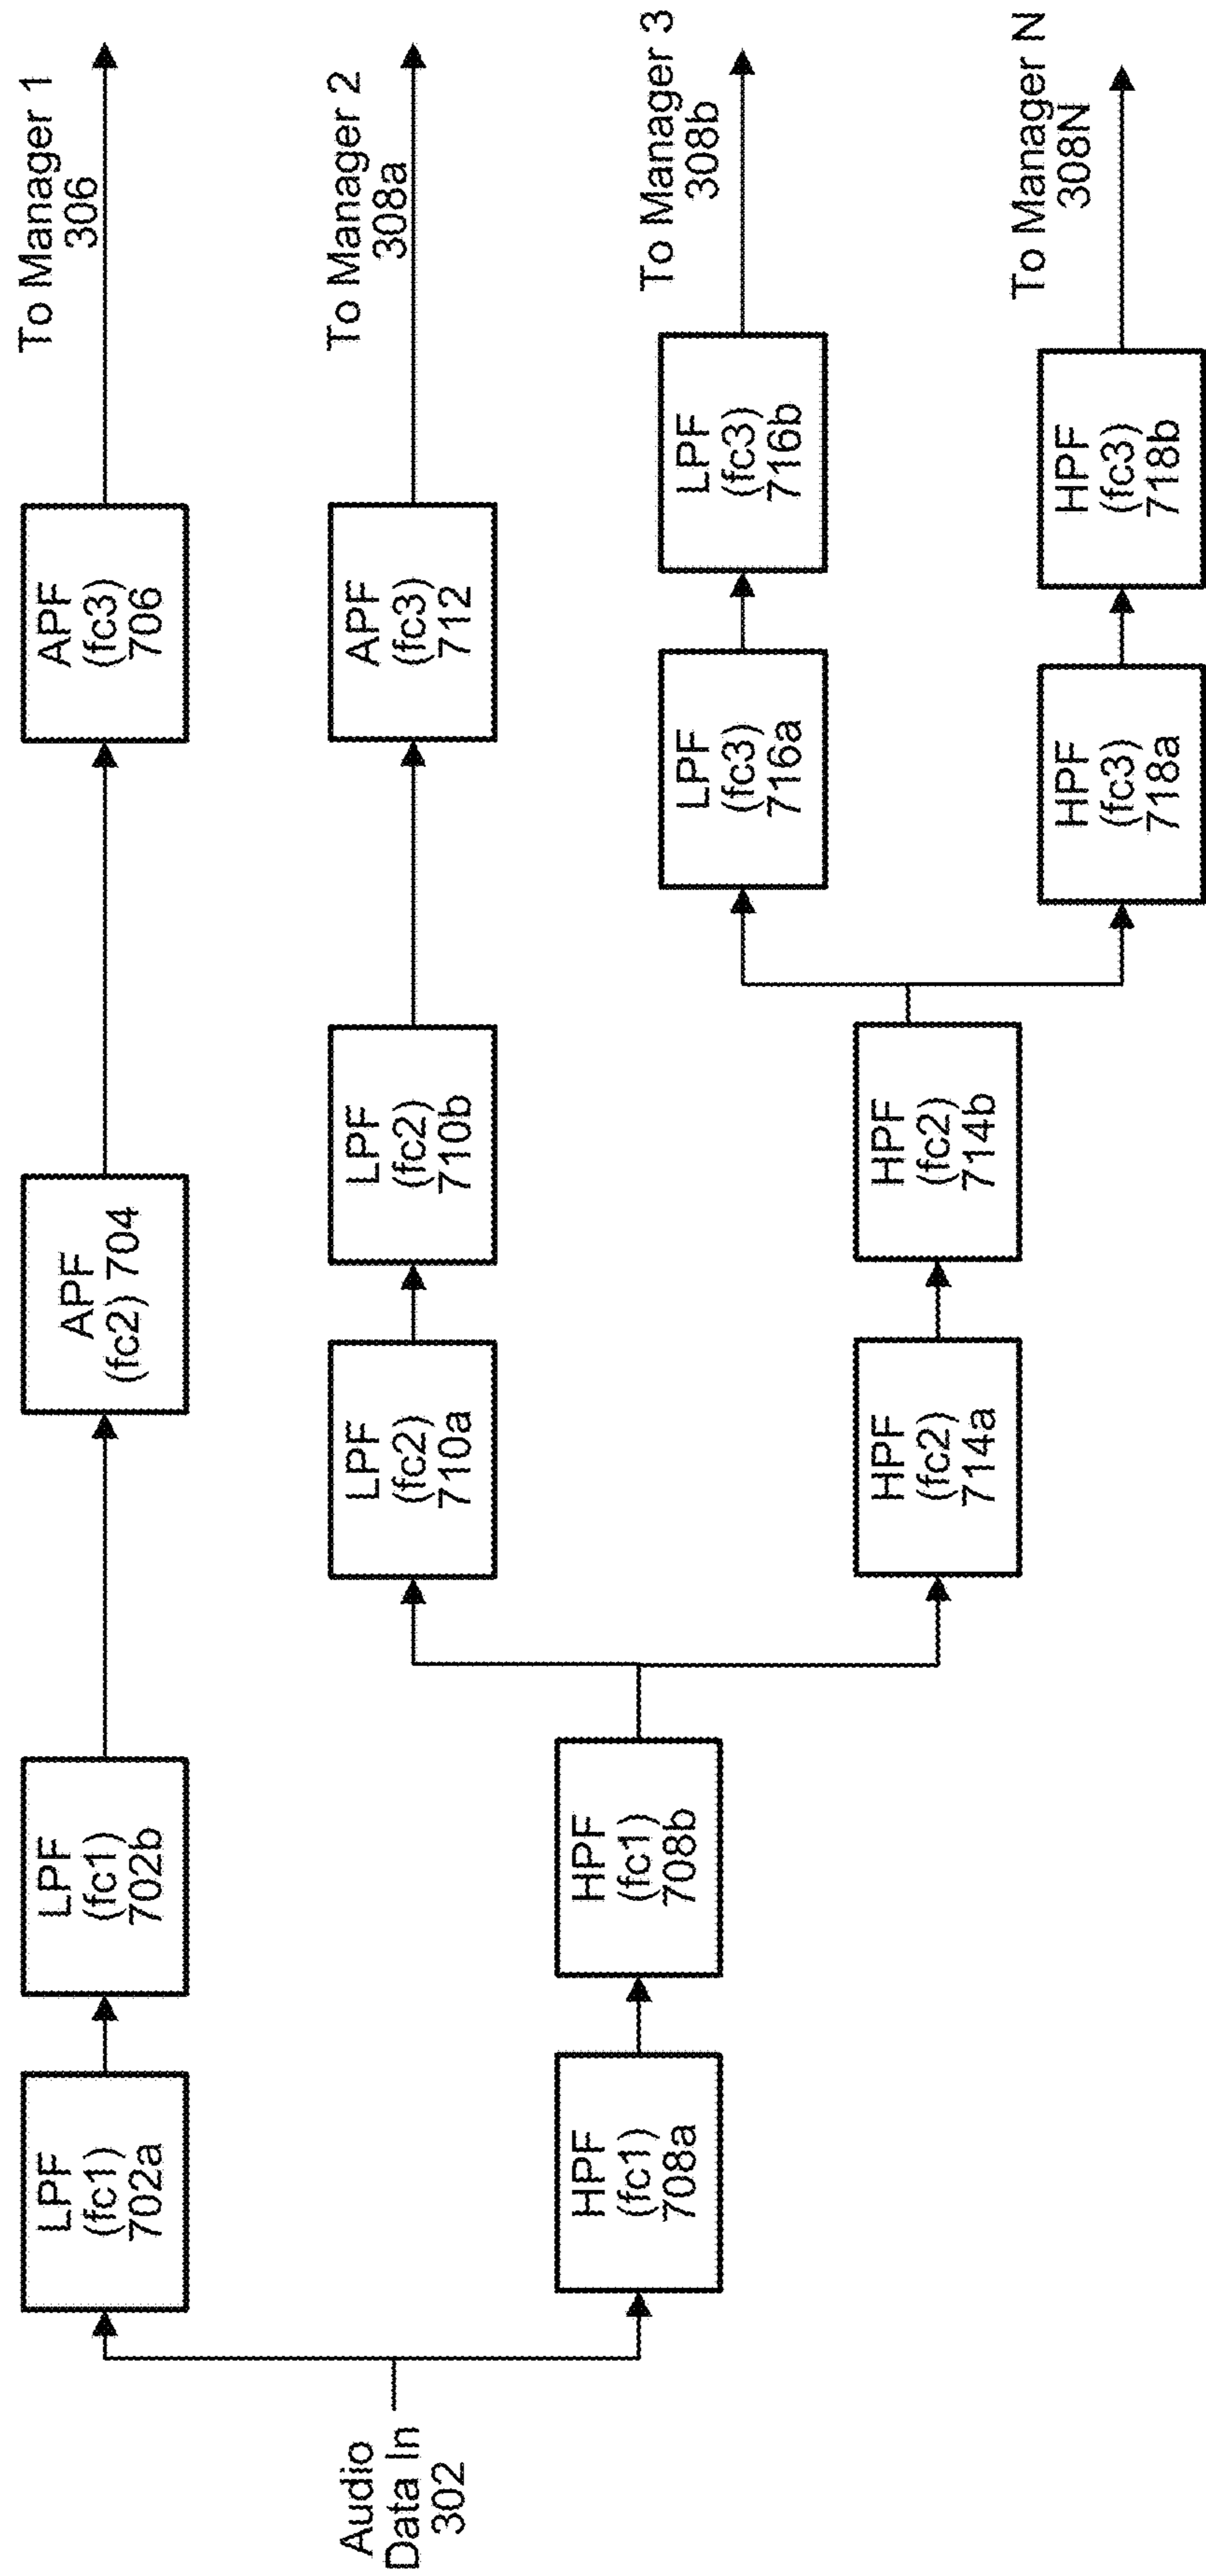 Audio
Data In
302
LPF
(fc1)
702a
LPF
(fc1)
702b
APF
(fc2) 704
APF
(fc3)
706
To Manager 1
306
HPF
(fc1)
708a
HPF
(fc1)
708b
LPF
(fc2)
710a
LPF
(fc2)
710b
APF
(fc3)
712
To Manager 2
308a
HPF
(fc2)
714a
HPF
(fc2)
714b
LPF
(fc3)
716a
LPF
(fc3)
716b
To Manager 3
308b
HPF
(fc3)
718a
HPF
(fc3)
718b
To Manager N
308N